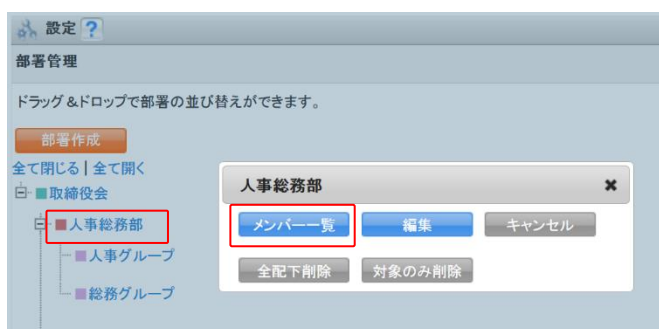 設定 ?
部署管理
ドラッグ&ドロップで部署の並び替えができます。
部署作成
全て閉じる | 全て開く
取締役会
人事総務部
人事グループ
総務グループ
人事総務部 ✖
メンバー一覧 編集 キャンセル
全配下削除 対象のみ削除